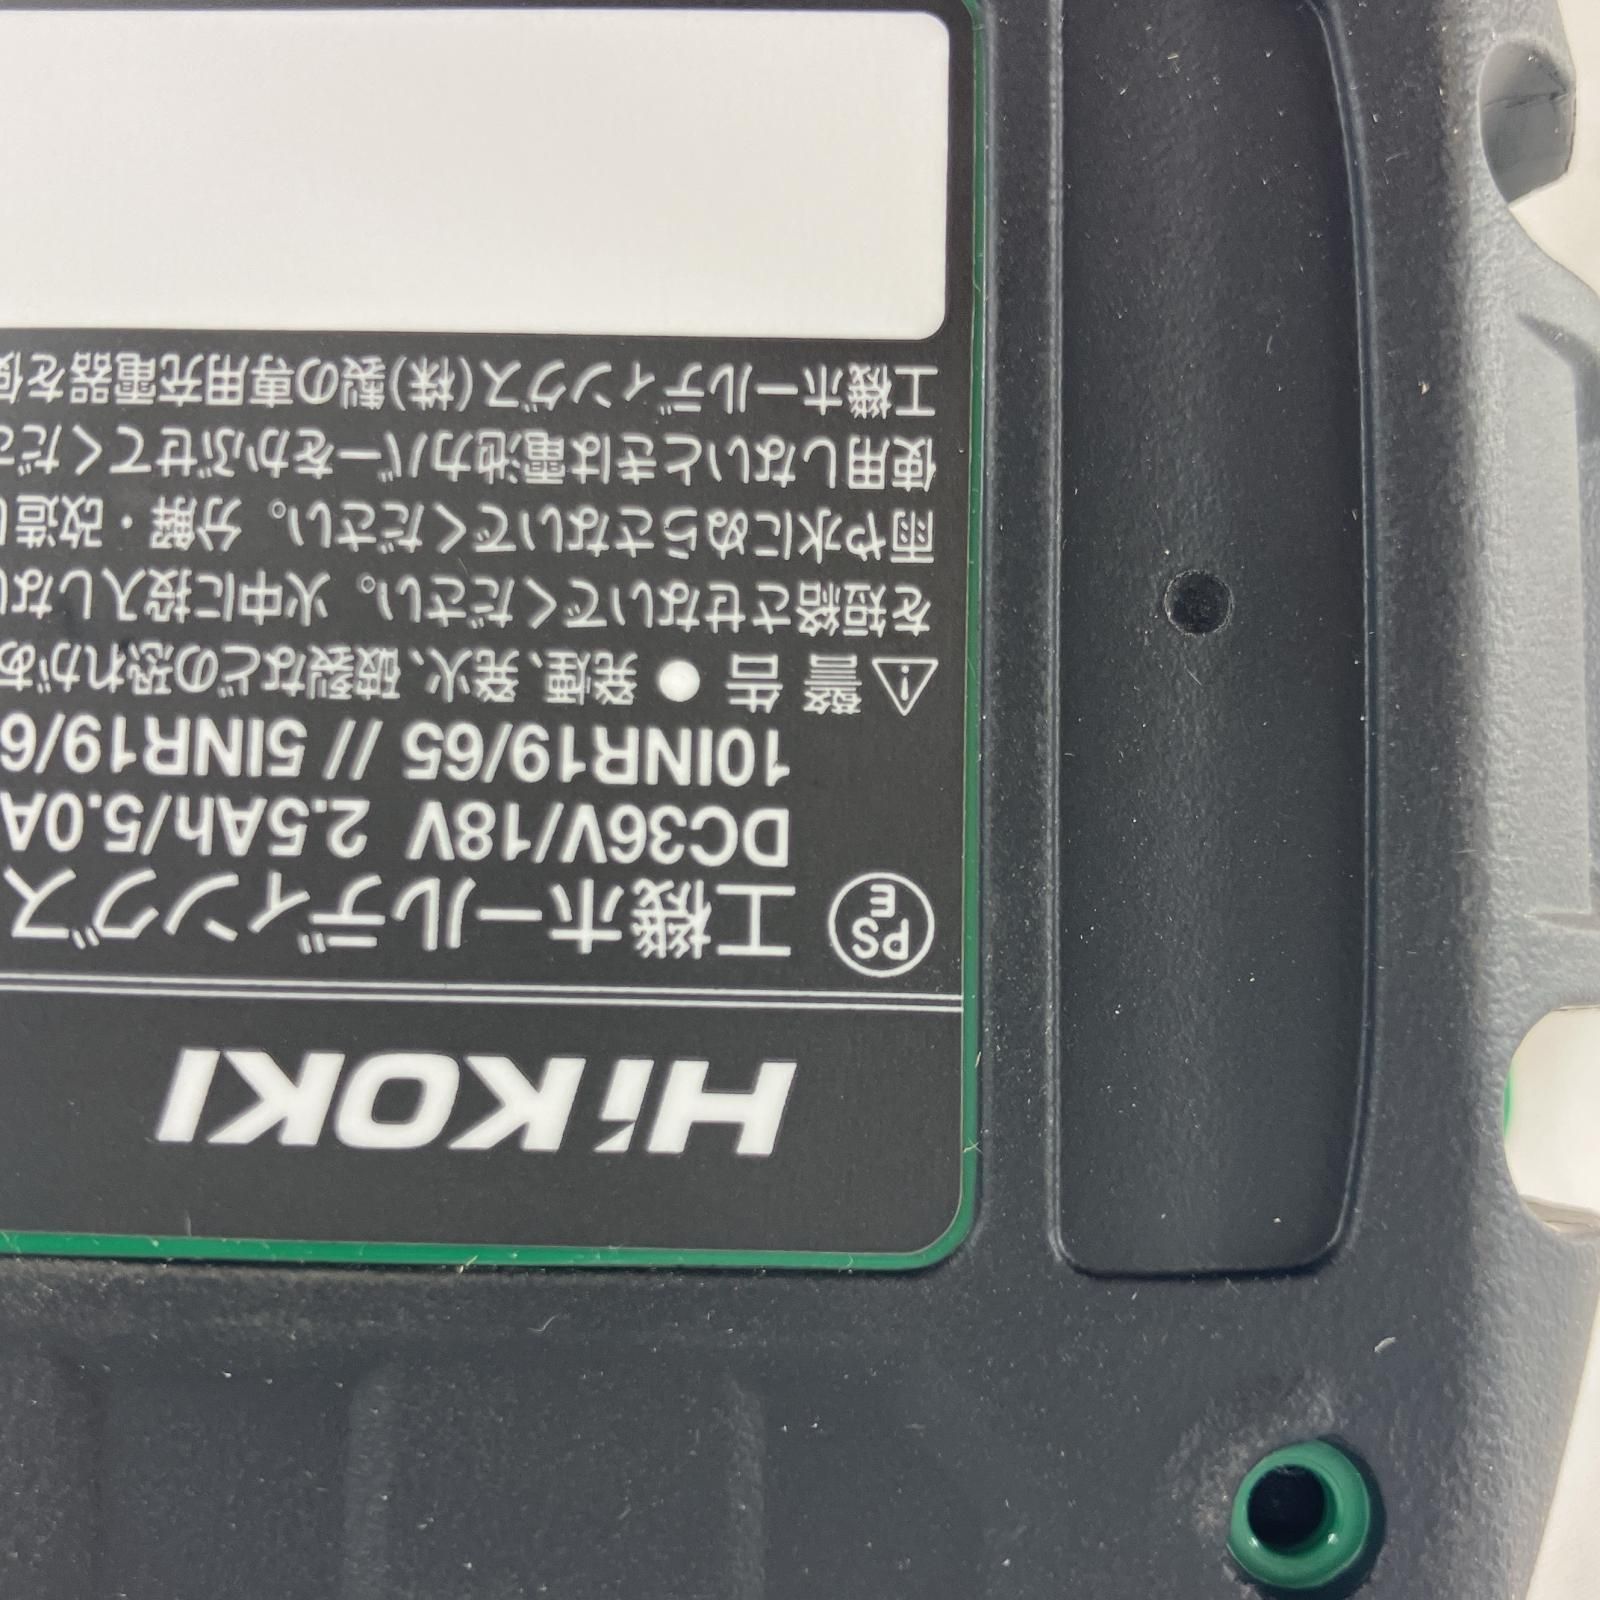 HiKOKI
PSE
工機ホールディングス
DC36V/18V 2.5Ah/5.0A
10INR19/65 // 5INR19/6
⚠警告 ● 発煙、発火、破裂などの恐れがあ
を短絡させないでください。火中に投入しない
雨や水にぬらさないでください。分解・改造し
使用しないときは電池カバーをかぶせてくださ
工機ホールディングス(株)製の専用充電器を使